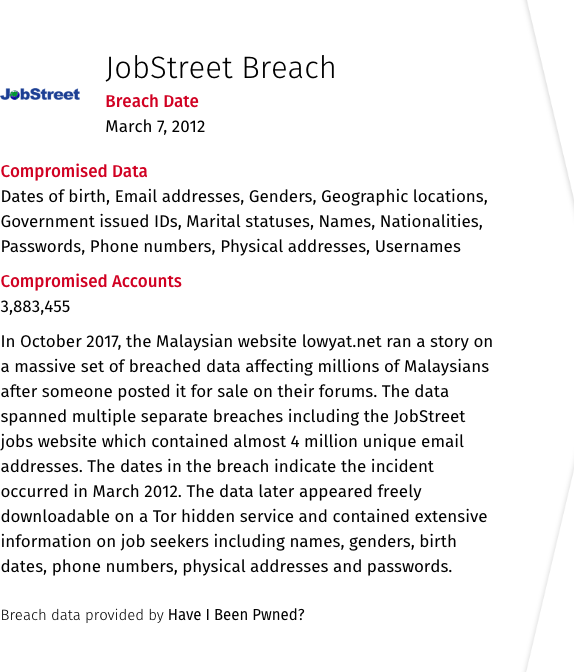 JobStreet Breach
JobStreet
Breach Date
March 7, 2012
Compromised Data
Dates of birth, Email addresses, Genders, Geographic locations,
Government issued IDs, Marital statuses, Names, Nationalities,
Passwords, Phone numbers, Physical addresses, Usernames
Compromised Accounts
3,883,455
In October 2017, the Malaysian website lowyat.net ran a story on
a massive set of breached data affecting millions of Malaysians
after someone posted it for sale on their forums. The data
spanned multiple separate breaches including the JobStreet
jobs website which contained almost 4 million unique email
addresses. The dates in the breach indicate the incident
occurred in March 2012. The data later appeared freely
downloadable on a Tor hidden service and contained extensive
information on job seekers including names, genders, birth
dates, phone numbers, physical addresses and passwords.
Breach data provided by Have I Been Pwned?